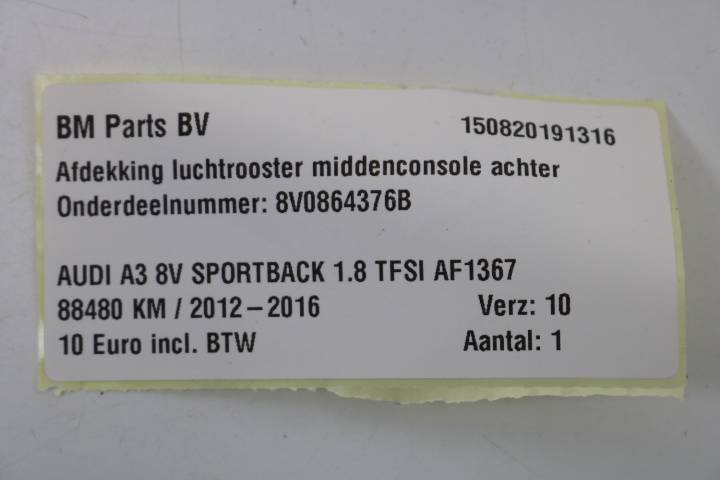 BM Parts BV 150820191316
Afdekking luchtrooster middenconsole achter
Onderdeelnummer: 8V0864376B
AUDI A3 8V SPORTBACK 1.8 TFSI AF1367
88480 KM / 2012-2016 Verz: 10
10 Euro incl. BTW Aantal: 1